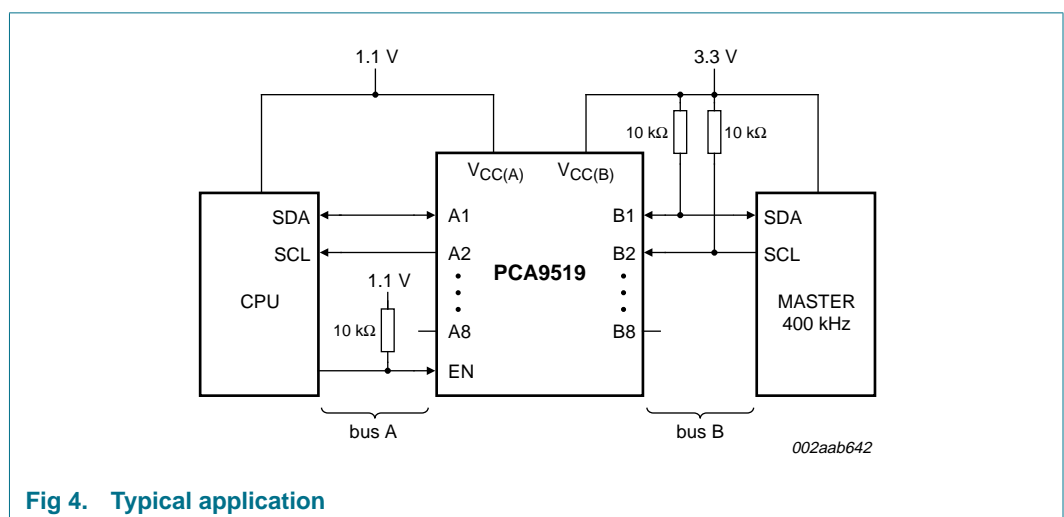 1.1 V
3.3 V
10 kΩ
10 kΩ
VCC(A)
VCC(B)
SDA
A1
B1
SDA
SCL
A2
B2
SCL
PCA9519
1.1 V
CPU
MASTER
400 kHz
10 kΩ
A8
B8
EN
bus A
bus B
002aab642
Fig 4. Typical application